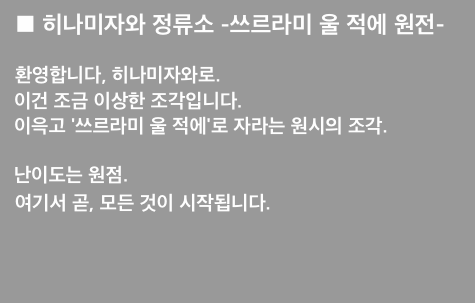 ■ 히나미자와 정류소 -쓰르라미 울 적에 원전-
환영합니다, 히나미자와로.
이건 조금 이상한 조각입니다.
이윽고 '쓰르라미 울 적에'로 자라는 원시의 조각.
난이도는 원점.
여기서 곧, 모든 것이 시작됩니다.